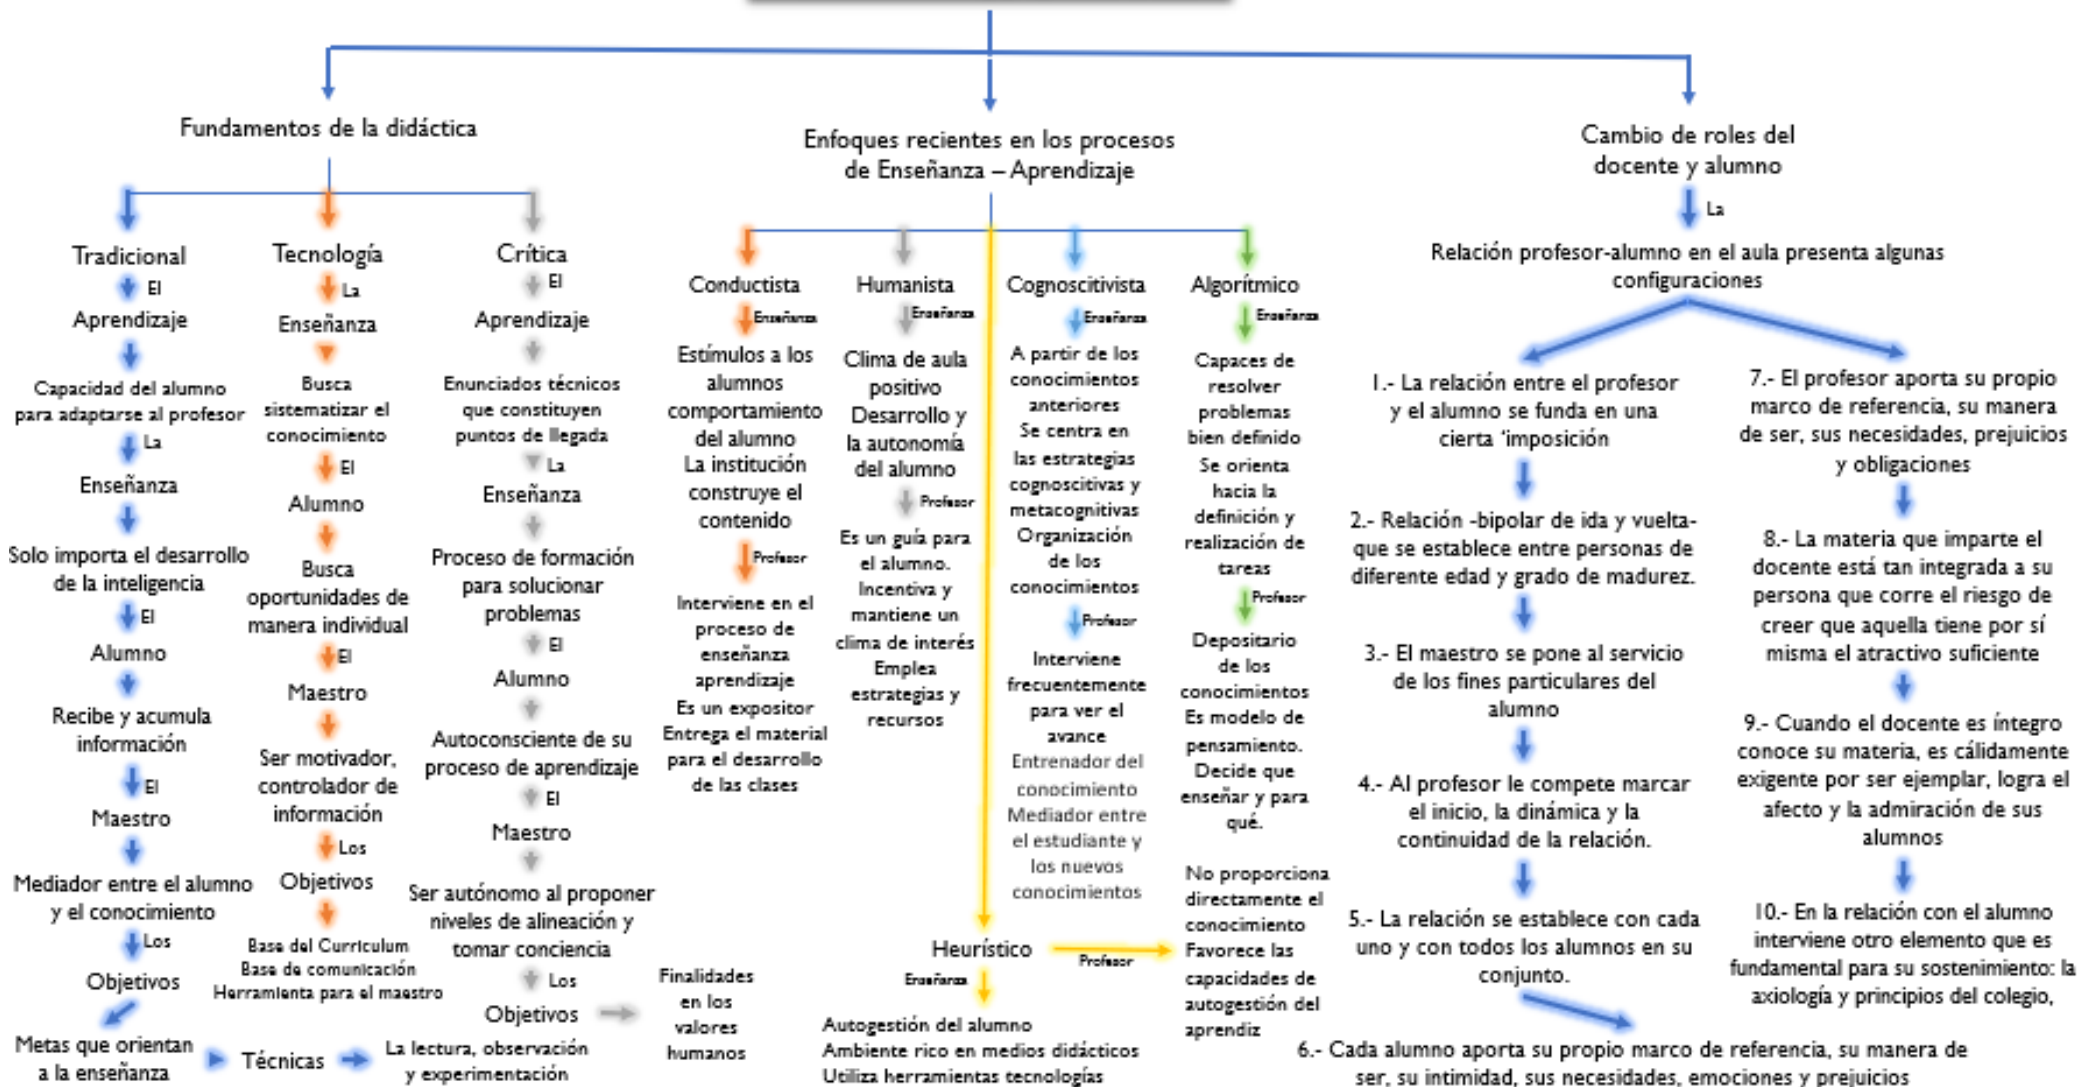 Fundamentos de la didáctica
Tradicional
El
Aprendizaje
Capacidad del alumno
para adaptarse al profesor
La
Enseñanza
Solo importa el desarrollo
de la inteligencia
El
Alumno
Recibe y acumula
información
El
Maestro
Mediador entre el alumno
y el conocimiento
Los
Objetivos
Metas que orientan
a la enseñanza
Técnicas
La lectura, observación
y experimentación
Tecnología
La
Enseñanza
Busca
sistematizar el
conocimiento
El
Alumno
Busca
oportunidades de
manera individual
El
Maestro
Ser motivador,
controlador de
información
Los
Objetivos
Base del Curriculum
Base de comunicación
Herramienta para el maestro
Crítica
El
Aprendizaje
Enunciados técnicos
que constituyen
puntos de llegada
La
Enseñanza
Proceso de formación
para solucionar
problemas
El
Alumno
Autoconsciente de su
proceso de aprendizaje
El
Maestro
Ser autónomo al proponer
niveles de alineación y
tomar conciencia
Los
Objetivos
Finalidades
en los
valores
humanos
Enfoques recientes en los procesos
de Enseñanza – Aprendizaje
Conductista
Enseñanza
Estímulos a los
alumnos
comportamiento
del alumno
La institución
construye el
contenido
Profesor
Interviene en el
proceso de
enseñanza
aprendizaje
Es un expositor
Entrega el material
para el desarrollo
de las clases
Humanista
Enseñanza
Clima de aula
positivo
Desarrollo y
la autonomía
del alumno
Profesor
Es un guía para
el alumno.
Incentiva y
mantiene un
clima de interés
Emplea
estrategias y
recursos
Cognoscitivista
Enseñanza
A partir de los
conocimientos
anteriores
Se centra en
las estrategias
cognoscitivas y
metacognitivas
Organización
de los
conocimientos
Profesor
Interviene
frecuentemente
para ver el
avance
Entrenador del
conocimiento
Mediador entre
el estudiante y
los nuevos
conocimientos
Algorítmico
Enseñanza
Capaces de
resolver
problemas
bien definido
Se orienta
hacia la
definición y
realización de
tareas
Profesor
Depositario
de los
conocimientos
Es modelo de
pensamiento.
Decide que
enseñar y para
qué.
Heurístico
Enseñanza
Autogestión del alumno
Ambiente rico en medios didácticos
Utiliza herramientas tecnologías
Profesor
No proporciona
directamente el
conocimiento
Favorece las
capacidades de
autogestión del
aprendiz
Cambio de roles del
docente y alumno
La
Relación profesor-alumno en el aula presenta algunas
configuraciones
1.- La relación entre el profesor
y el alumno se funda en una
cierta ‘imposición
2.- Relación -bipolar de ida y vuelta-
que se establece entre personas de
diferente edad y grado de madurez.
3.- El maestro se pone al servicio
de los fines particulares del
alumno
4.- Al profesor le compete marcar
el inicio, la dinámica y la
continuidad de la relación.
5.- La relación se establece con cada
uno y con todos los alumnos en su
conjunto.
6.- Cada alumno aporta su propio marco de referencia, su manera de
ser, su intimidad, sus necesidades, emociones y prejuicios
7.- El profesor aporta su propio
marco de referencia, su manera
de ser, sus necesidades, prejuicios
y obligaciones
8.- La materia que imparte el
docente está tan integrada a su
persona que corre el riesgo de
creer que aquella tiene por sí
misma el atractivo suficiente
9.- Cuando el docente es íntegro
conoce su materia, es cálidamente
exigente por ser ejemplar, logra el
afecto y la admiración de sus
alumnos
10.- En la relación con el alumno
interviene otro elemento que es
fundamental para su sostenimiento: la
axiología y principios del colegio,